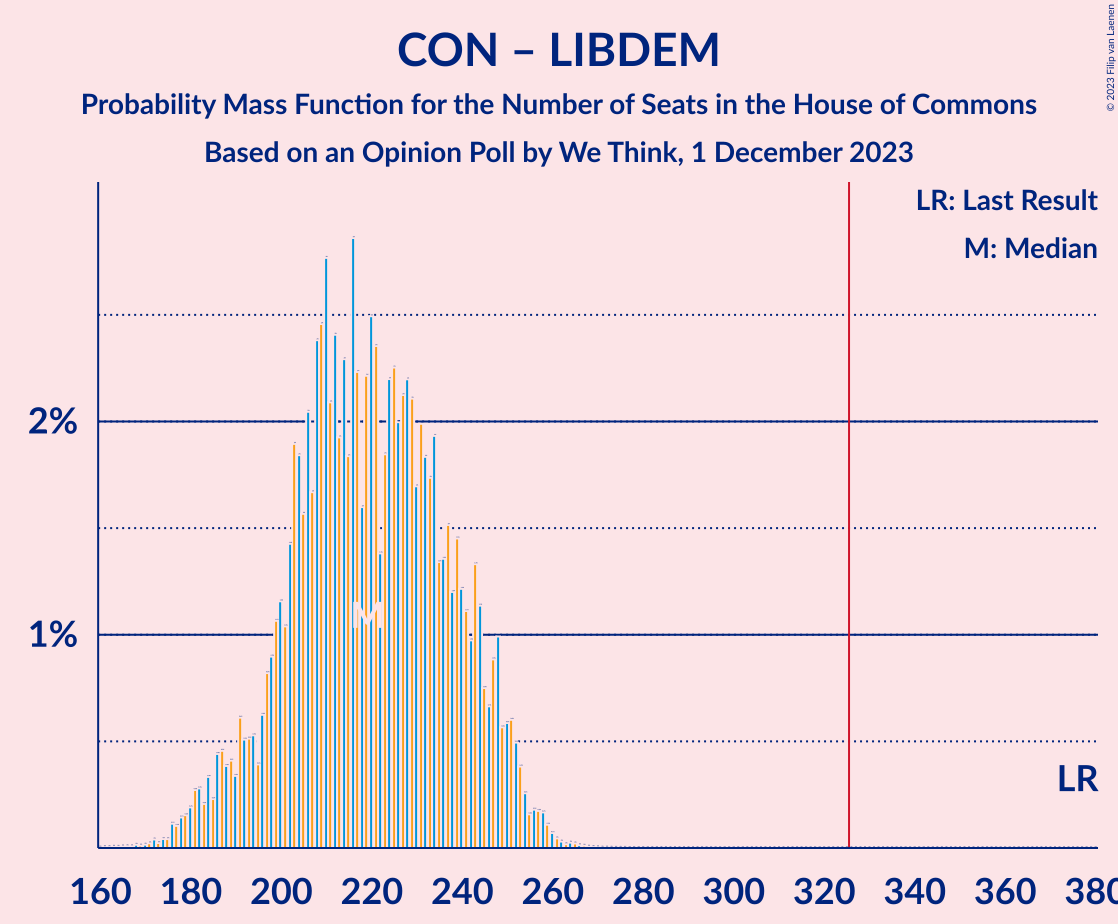 CON – LIBDEM
Probability Mass Function for the Number of Seats in the House of Commons
Based on an Opinion Poll by We Think, 1 December 2023
© 2023 Filip van Laenen
LR: Last Result
M: Median
2%
1%
M
LR
160 180 200 220 240 260 280 300 320 340 360 380